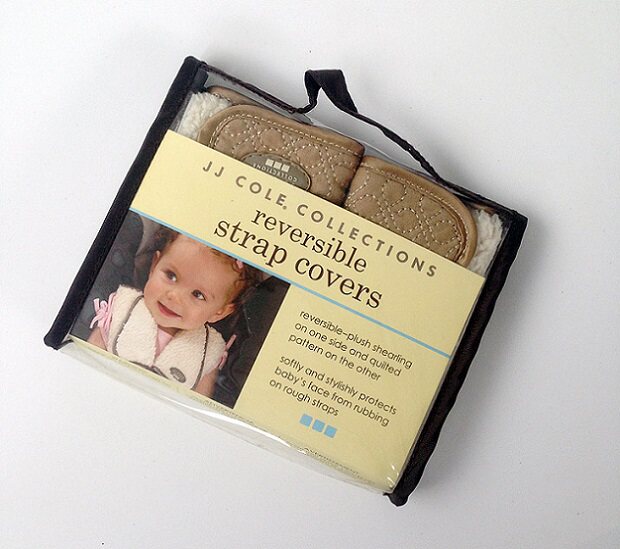 COLLECTIONS
JJ COLE COLLECTIONS
reversible
strap covers
reversible–plush shearling
on one side and quilted
pattern on the other
softly and stylishly protects
baby's face from rubbing
on rough straps